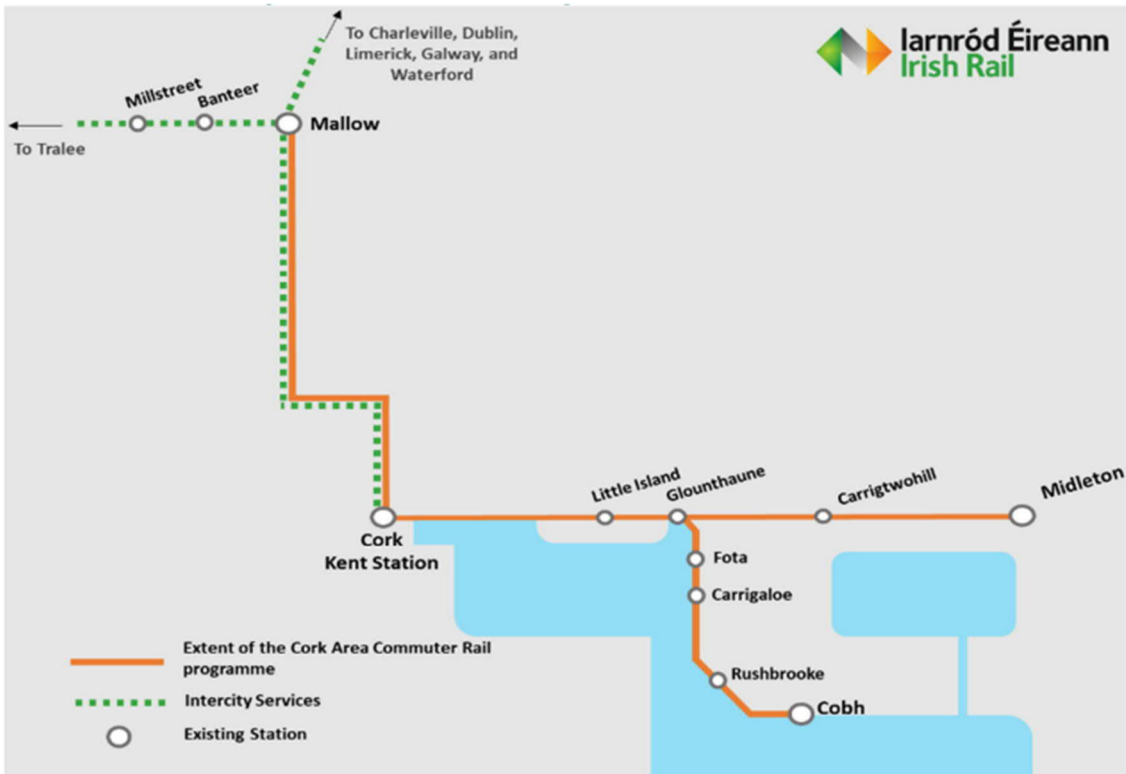 To Charleville, Dublin,
Limerick, Galway, and
Waterford
Iarnród Éireann
Irish Rail
Millstreet
Banteer
Mallow
To Tralee
Little Island
Glounthaune
Carrigtwohill
Midleton
Cork
Kent Station
Fota
Carrigaloe
Rushbrooke
Cobh
Extent of the Cork Area Commuter Rail
programme
Intercity Services
Existing Station